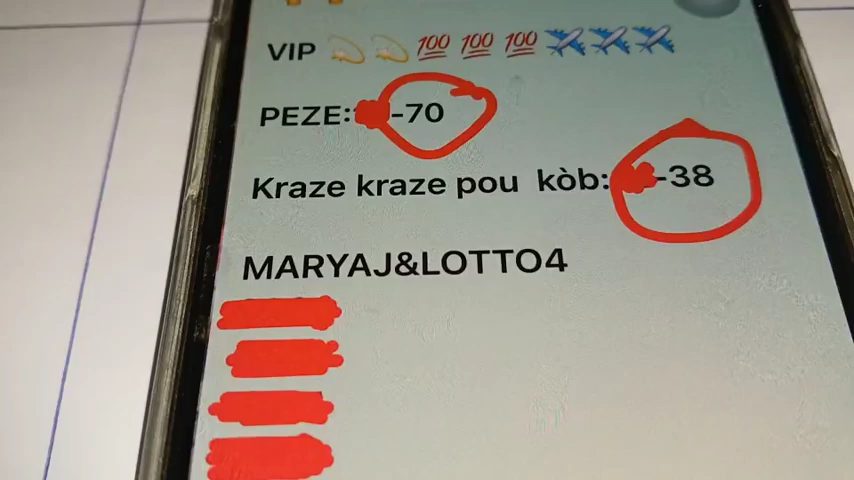 VIP 💫 💫 💯 💯 💯 ✈️ ✈️ ✈️
PEZE: -70
Kraze kraze pou kòb: -38
MARYAJ&LOTTO4